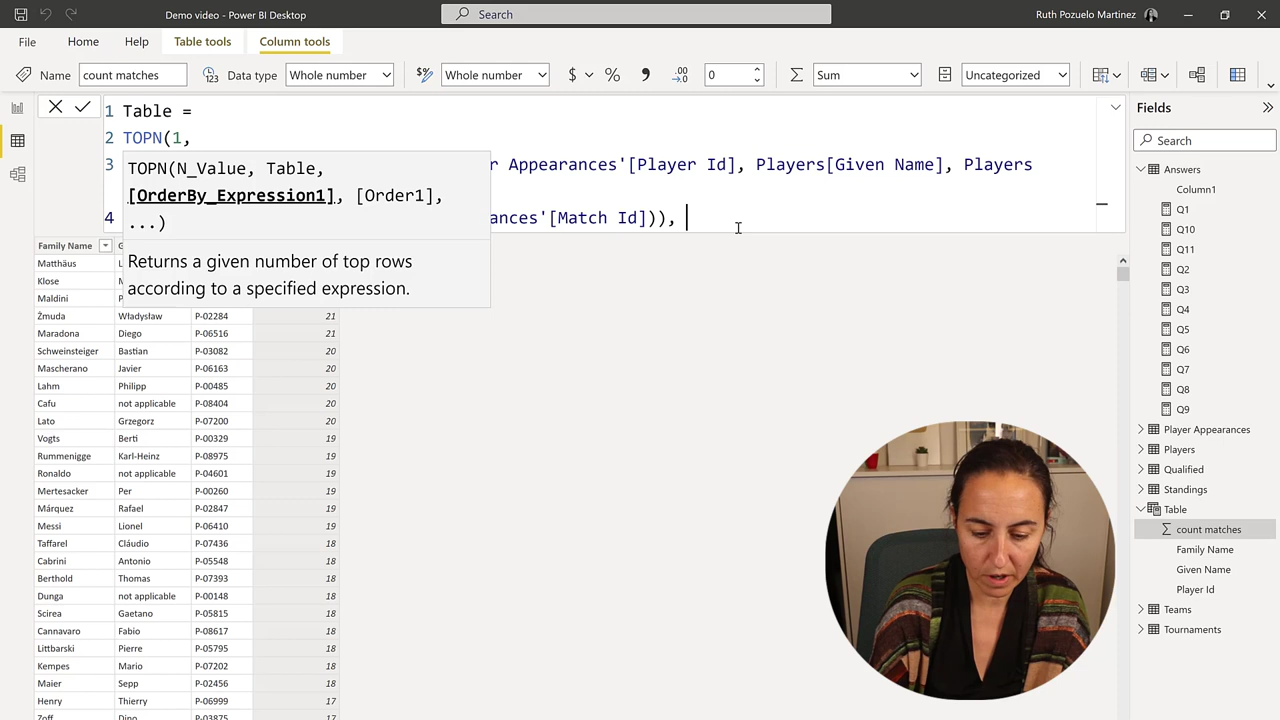 Demo video - Power BI Desktop
Search
Ruth Pozuelo Martinez
File Home Help Table tools Column tools
Name count matches Data type Whole number Whole number $ % 0 Sum Uncategorized
1 Table =
2 TOPN(1,
3 r Appearances'[Player Id], Players[Given Name], Players
4 ances'[Match Id])),
TOPN(N_Value, Table,
[OrderBy_Expression1], [Order1],
...)
Returns a given number of top rows
according to a specified expression.
Family Name G
Matthäus L
Klose M
Maldini P
Żmuda Władysław P-02284 21
Maradona Diego P-06516 21
Schweinsteiger Bastian P-03082 20
Mascherano Javier P-06163 20
Lahm Philipp P-00485 20
Cafu not applicable P-08404 20
Lato Grzegorz P-07200 20
Vogts Berti P-00329 19
Rummenigge Karl-Heinz P-08975 19
Ronaldo not applicable P-04601 19
Mertesacker Per P-00260 19
Márquez Rafael P-02847 19
Messi Lionel P-06410 19
Taffarel Cláudio P-07436 18
Cabrini Antonio P-05548 18
Berthold Thomas P-07393 18
Dunga not applicable P-00148 18
Scirea Gaetano P-05815 18
Cannavaro Fabio P-08617 18
Littbarski Pierre P-05795 18
Kempes Mario P-07202 18
Maier Sepp P-02456 18
Henry Thierry P-06999 17
Zoff Dino P-03875 17
Fields
Search
Answers
Column1
Q1
Q10
Q11
Q2
Q3
Q4
Q5
Q6
Q7
Q8
Q9
Player Appearances
Players
Qualified
Standings
Table
count matches
Family Name
Given Name
Player Id
Teams
Tournaments